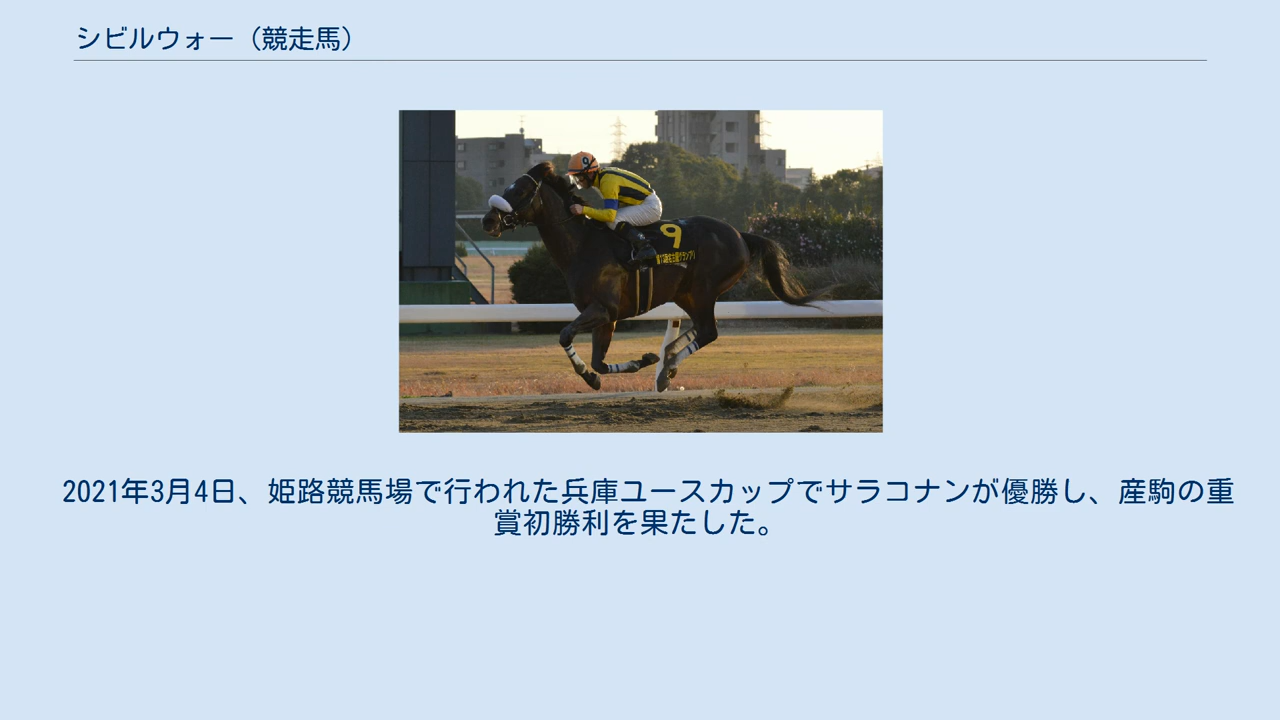 シビルウォー（競走馬）
9
9
2021年3月4日、姫路競馬場で行われた兵庫ユースカップでサラコナンが優勝し、産駒の重
賞初勝利を果たした。